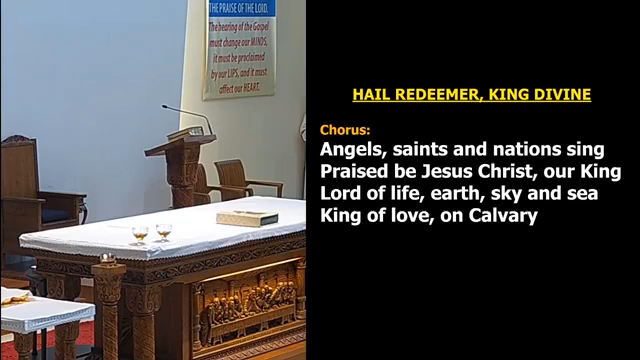 THE PRAISE OF THE LORD.
The hearing of the Gospel
must change our MINDS,
it must be proclaimed
by our LIPS, and it must
affect our HEART.
HAIL REDEEMER, KING DIVINE
Chorus:
Angels, saints and nations sing
Praised be Jesus Christ, our King
Lord of life, earth, sky and sea
King of love, on Calvary